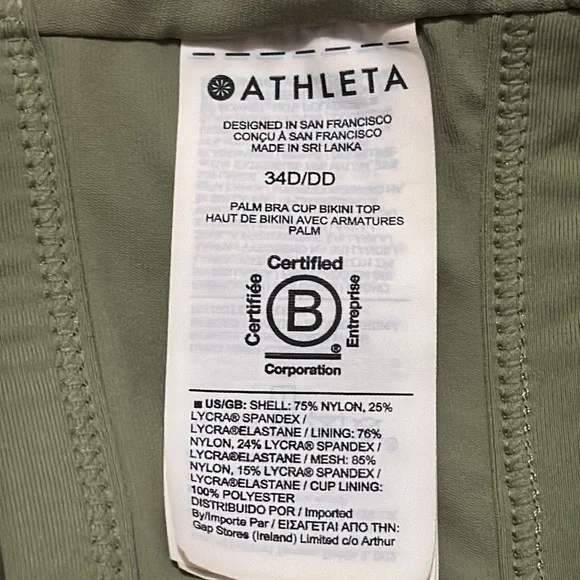 ATHLETA
DESIGNED IN SAN FRANCISCO
CONÇU À SAN FRANCISCO
MADE IN SRI LANKA
34D/DD
PALM BRA CUP BIKINI TOP
HAUT DE BIKINI AVEC ARMATURES
PALM
Certified
Certifiée
B
Entreprise
®
Corporation
■ US/GB: SHELL: 75% NYLON, 25%
LYCRA® SPANDEX /
LYCRA®ELASTANE / LINING: 76%
NYLON, 24% LYCRA® SPANDEX /
LYCRA®ELASTANE / MESH: 85%
NYLON, 15% LYCRA® SPANDEX /
LYCRA®ELASTANE / CUP LINING:
100% POLYESTER
DISTRIBUIDO POR / Imported
By/Importe Par / ΕΙΣΑΓΕΤΑΙ ΑΠΟ ΤΗΝ:
Gap Stores (Ireland) Limited c/o Arthur